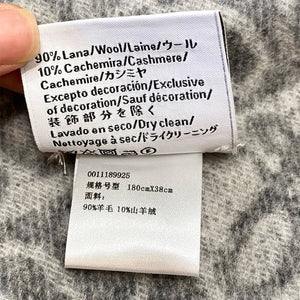 90% Lana/Wool/Laine/ウール
10% Cachemira/Cashmere/
Cachemire/カシミヤ
Excepto decoración/Exclusive
of decoration/Sauf décoration/
装飾部分を除く
Lavado en seco/Dry clean/
Nettoyage à sec/ドライクリーニング
0011189925
规格号型 180cmX38cm
面料:
90%羊毛 10%山羊绒